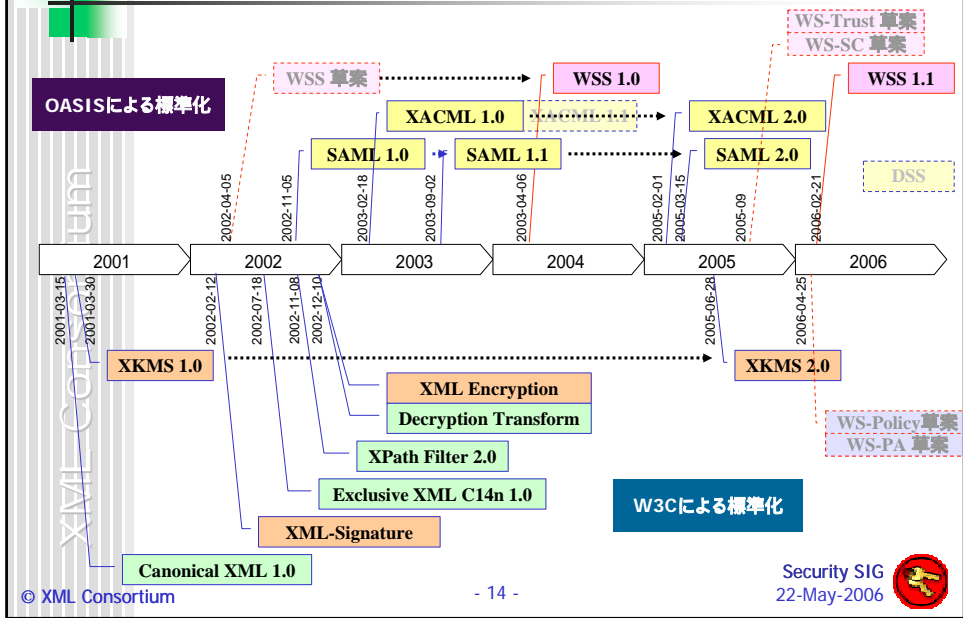 WS-Trust 草案
WS-SC 草案
WSS 草案
WSS 1.0
WSS 1.1
OASISによる標準化
XACML 1.0
XACML 1.1
XACML 2.0
SAML 1.0
SAML 1.1
SAML 2.0
DSS
2002-04-05
2002-11-05
2003-02-18
2003-09-02
2003-04-06
2005-02-01
2005-03-15
2005-09
2006-02-21
2001
2002
2003
2004
2005
2006
2001-03-15
2001-03-30
2002-02-12
2002-07-18
2002-11-08
2002-12-10
2005-06-28
2006-04-25
XKMS 1.0
XKMS 2.0
XML Encryption
Decryption Transform
WS-Policy草案
WS-PA 草案
XPath Filter 2.0
Exclusive XML C14n 1.0
W3Cによる標準化
XML-Signature
Canonical XML 1.0
XML Consortium
© XML Consortium
- 14 -
Security SIG
22-May-2006